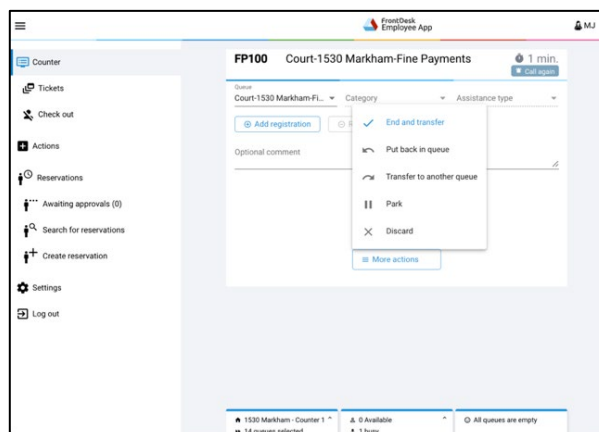 FrontDesk
Employee App
MJ
Counter
Tickets
Check out
Actions
Reservations
Awaiting approvals (0)
Search for reservations
Create reservation
Settings
Log out
FP100 Court-1530 Markham-Fine Payments 1 min.
Call again
Queue
Court-1530 Markham-Fi... Category Assistance type
Add registration
Optional comment
End and transfer
Put back in queue
Transfer to another queue
Park
Discard
More actions
1530 Markham - Counter 1 0 Available All queues are empty
14 queues selected 1 busy